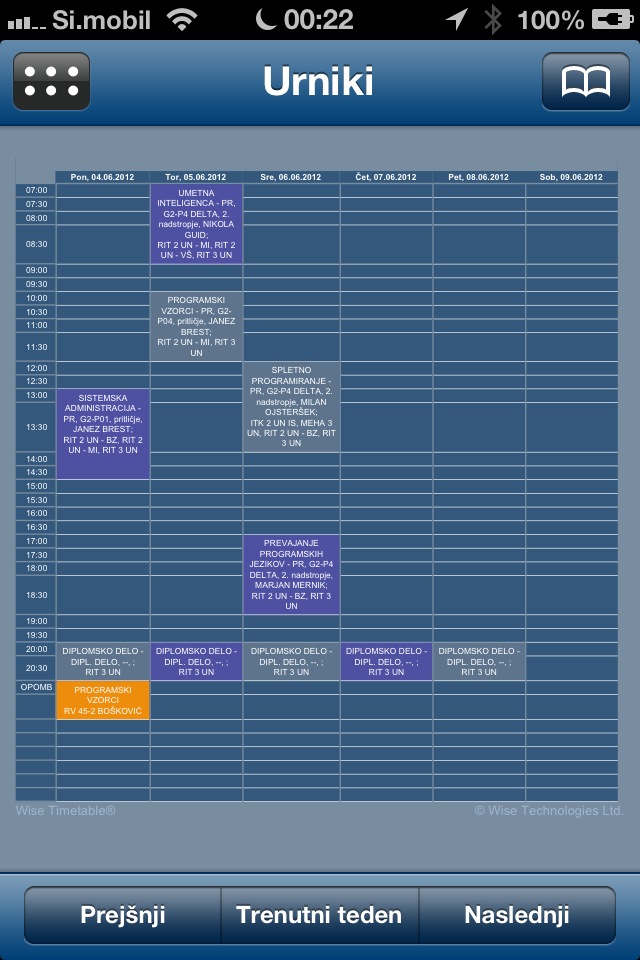 Si.mobil 00:22 100%
Urniki
Pon, 04.06.2012 Tor, 05.06.2012 Sre, 06.06.2012 Čet, 07.06.2012 Pet, 08.06.2012 Sob, 09.06.2012
07:00
07:30
08:00
08:30
UMETNA
INTELIGENCA - PR,
G2-P4 DELTA, 2.
nadstropje, NIKOLA
GUID;
RIT 2 UN - MI, RIT 2
UN - VŠ, RIT 3 UN
09:00
09:30
10:00
10:30
11:00
11:30
PROGRAMSKI
VZORCI - PR, G2-
P04, pritličje, JANEZ
BREST;
RIT 2 UN - MI, RIT 3
UN
12:00
12:30
13:00
13:30
SPLETNO
PROGRAMIRANJE -
PR, G2-P4 DELTA, 2.
nadstropje, MILAN
OJSTERŠEK;
ITK 2 UN IS, MEHA 3
UN, RIT 2 UN - BZ, RIT
3 UN
SISTEMSKA
ADMINISTRACIJA -
PR, G2-P01, pritličje,
JANEZ BREST;
RIT 2 UN - BZ, RIT 2
UN - MI, RIT 3 UN
14:00
14:30
15:00
15:30
16:00
16:30
17:00
17:30
18:00
18:30
PREVAJANJE
PROGRAMSKIH
JEZIKOV - PR, G2-P4
DELTA, 2. nadstropje,
MARJAN MERNIK;
RIT 2 UN - BZ, RIT 3
UN
19:00
19:30
20:00
20:30
DIPLOMSKO DELO -
DIPL. DELO, --, ;
RIT 3 UN
DIPLOMSKO DELO -
DIPL. DELO, --, ;
RIT 3 UN
DIPLOMSKO DELO -
DIPL. DELO, --, ;
RIT 3 UN
DIPLOMSKO DELO -
DIPL. DELO, --, ;
RIT 3 UN
DIPLOMSKO DELO -
DIPL. DELO, --, ;
RIT 3 UN
OPOMB
PROGRAMSKI
VZORCI
RV 45-2 BOŠKOVIĆ
Wise Timetable® © Wise Technologies Ltd.
Prejšnji Trenutni teden Naslednji